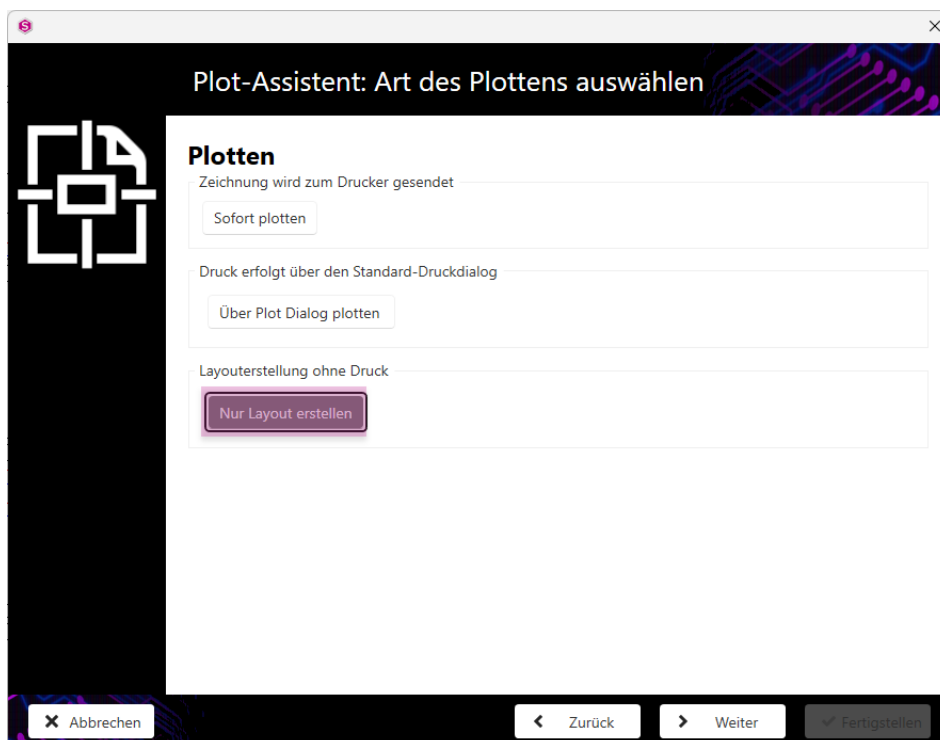 S
Plot-Assistent: Art des Plottens auswählen
Plotten
Zeichnung wird zum Drucker gesendet
Sofort plotten
Druck erfolgt über den Standard-Druckdialog
Über Plot Dialog plotten
Layouterstellung ohne Druck
Nur Layout erstellen
Abbrechen
Zurück
Weiter
Fertigstellen